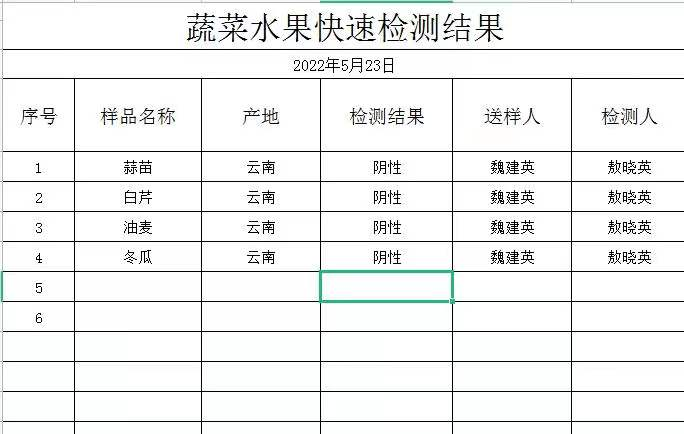 蔬菜水果快速检测结果
2022年5月23日
序号 样品名称 产地 检测结果 送样人 检测人
1 蒜苗 云南 阴性 魏建英 敖晓英
2 白芹 云南 阴性 魏建英 敖晓英
3 油麦 云南 阴性 魏建英 敖晓英
4 冬瓜 云南 阴性 魏建英 敖晓英
5
6